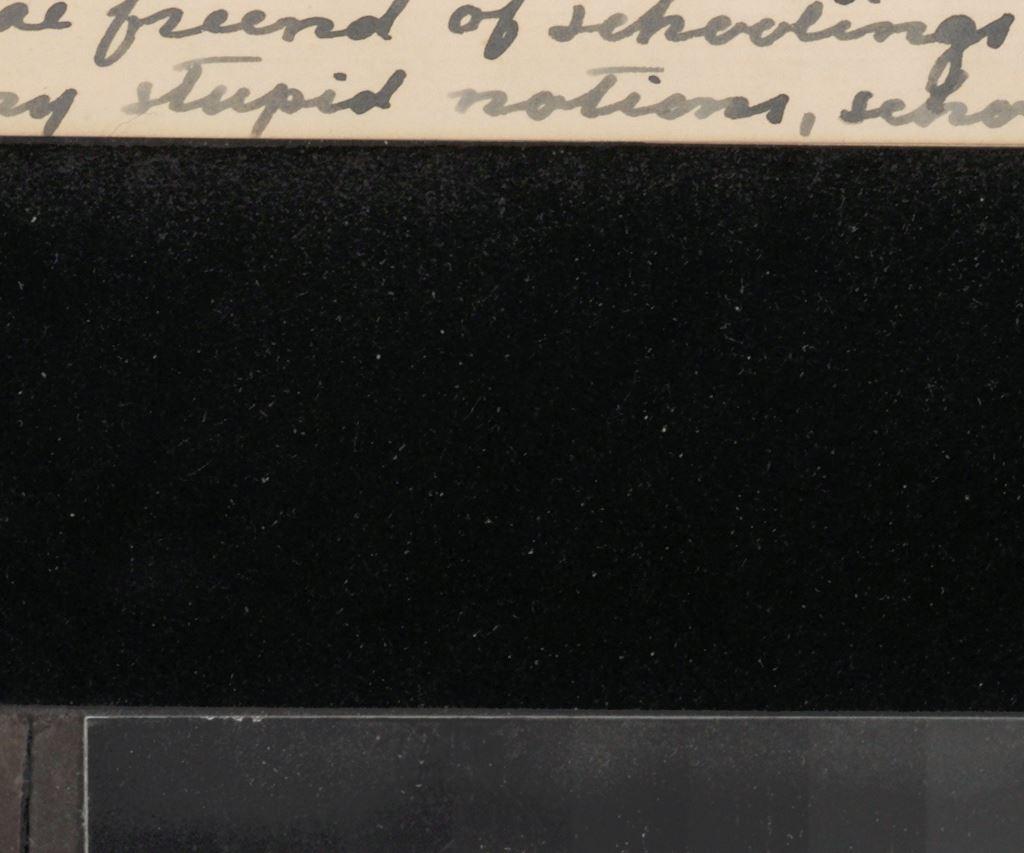 freend of schoolings
stupid notions,